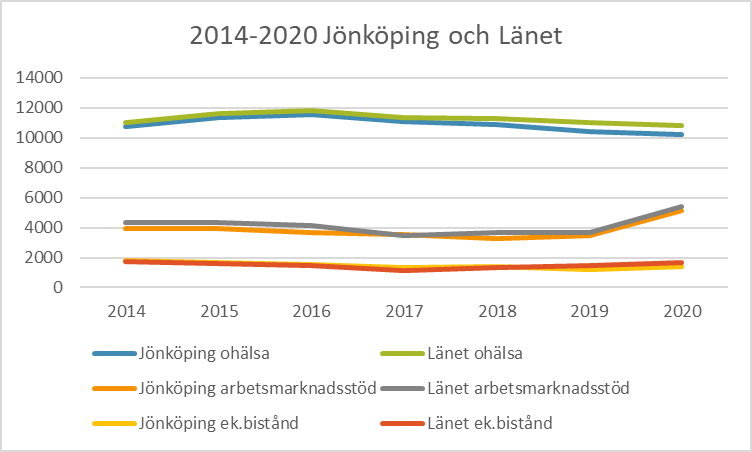 2014-2020 Jönköping och Länet
14000
12000
10000
8000
6000
4000
2000
0
2014 2015 2016 2017 2018 2019 2020
Jönköping ohälsa Länet ohälsa
Jönköping arbetsmarknadsstöd Länet arbetsmarknadsstöd
Jönköping ek.bistånd Länet ek.bistånd